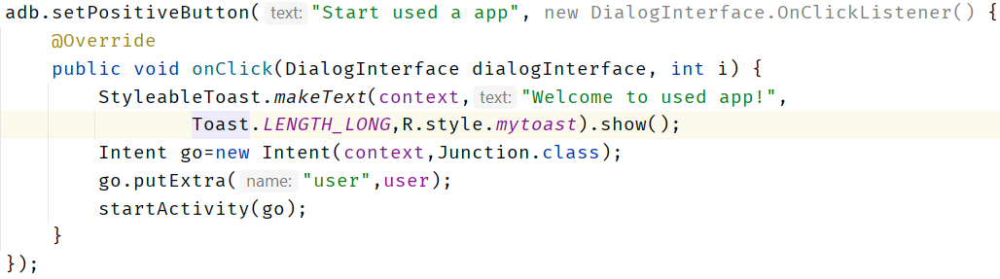 adb.setPositiveButton( text: "Start used a app", new DialogInterface.OnClickListener() {
    @Override
    public void onClick(DialogInterface dialogInterface, int i) {
        StyleableToast.makeText(context, text: "Welcome to used app!",
                Toast.LENGTH_LONG,R.style.mytoast).show();
        Intent go=new Intent(context,Junction.class);
        go.putExtra( name: "user",user);
        startActivity(go);
    }
});